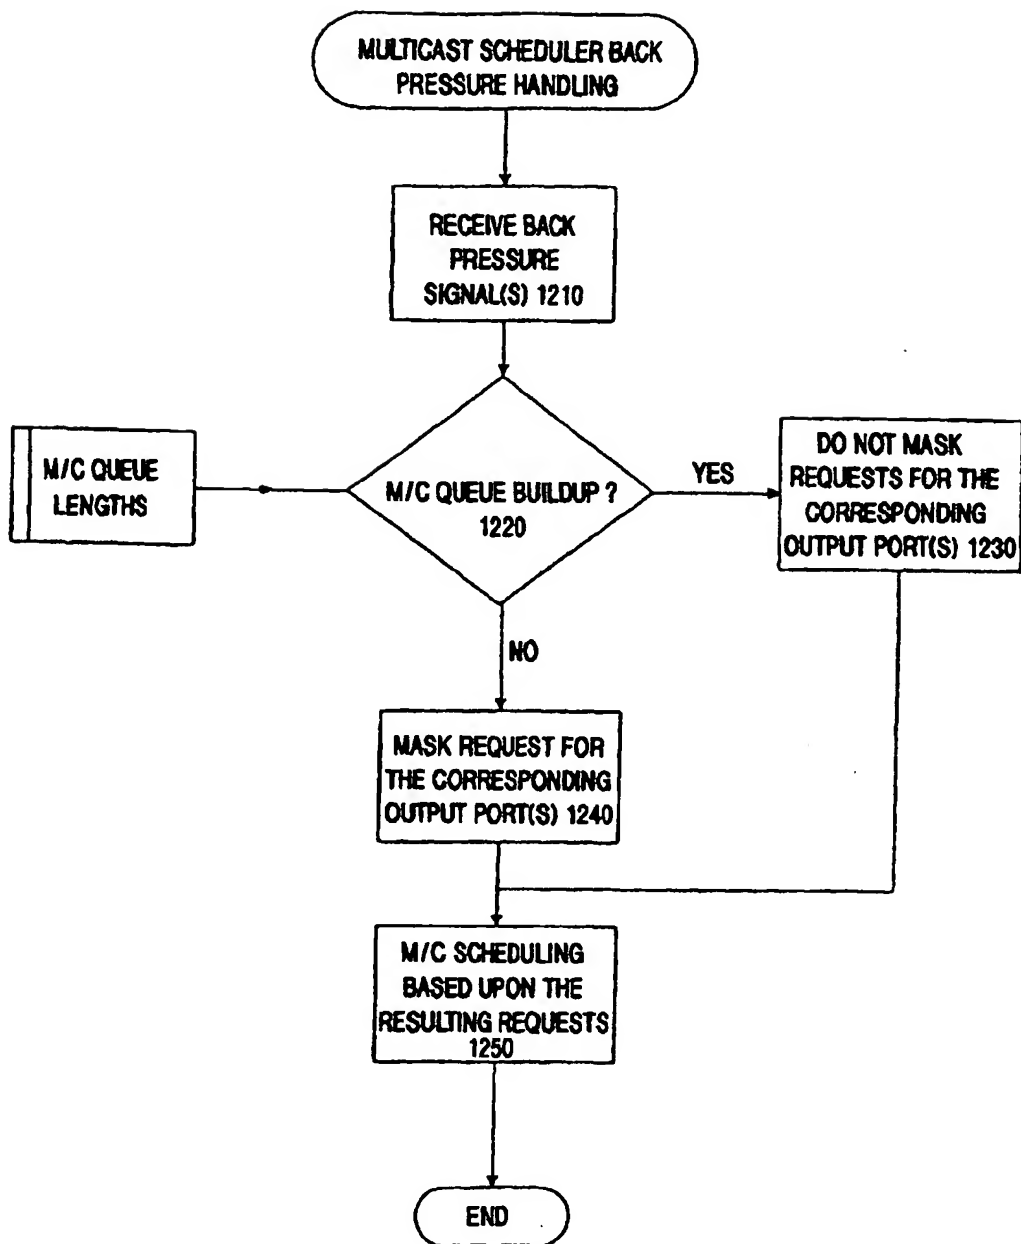 MULTICAST SCHEDULER BACK
PRESSURE HANDLING
RECEIVE BACK
PRESSURE
SIGNAL(S) 1210
M/C QUEUE
LENGTHS
M/C QUEUE BUILDUP ?
1220
YES
DO NOT MASK
REQUESTS FOR THE
CORRESPONDING
OUTPUT PORT(S) 1230
NO
MASK REQUEST FOR
THE CORRESPONDING
OUTPUT PORT(S) 1240
M/C SCHEDULING
BASED UPON THE
RESULTING REQUESTS
1250
END